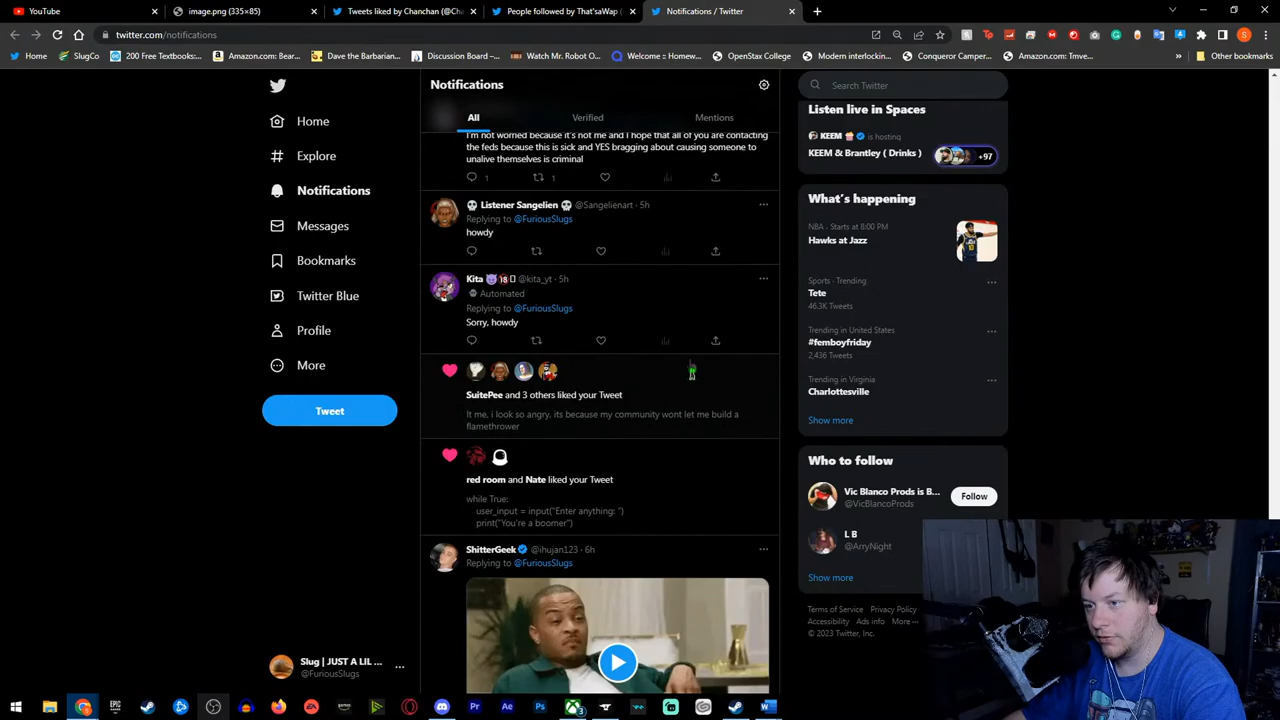 YouTube
image.png (335×85)
Tweets liked by Chanchan (@Cha
People followed by That'saWap (
Notifications / Twitter
twitter.com/notifications
Home
SlugCo
200 Free Textbooks:...
Amazon.com: Bear...
Dave the Barbarian...
Discussion Board –...
Watch Mr. Robot O...
Welcome :: Homew...
OpenStax College
Modern interlockin...
Conqueror Camper...
Amazon.com: Tmve...
Other bookmarks
Home
Explore
Notifications
Messages
Bookmarks
Twitter Blue
Profile
More
Tweet
Slug | JUST A LIL ...
@FuriousSlugs
Notifications
All
Verified
Mentions
I'm not worried because it's not me and I hope that all of you are contacting
the feds because this is sick and YES bragging about causing someone to
unalive themselves is criminal
1
1
Listener Sangelien @Sangelienart · 5h
Replying to @FuriousSlugs
howdy
Kita @kita_yt · 5h
Automated
Replying to @FuriousSlugs
Sorry, howdy
SuitePee and 3 others liked your Tweet
It me, i look so angry, its because my community wont let me build a
flamethrower
red room and Nate liked your Tweet
while True:
user_input = input("Enter anything: ")
print("You're a boomer")
ShitterGeek @ihujan123 · 6h
Replying to @FuriousSlugs
Search Twitter
Listen live in Spaces
KEEM is hosting
KEEM & Brantley ( Drinks )
+97
What's happening
NBA · Starts at 8:00 PM
Hawks at Jazz
Sports · Trending
Tete
46.3K Tweets
Trending in United States
#femboyfriday
2,436 Tweets
Trending in Virginia
Charlottesville
Show more
Who to follow
Vic Blanco Prods is B...
@VicBlancoProds
Follow
L B
@ArryNight
Show more
Terms of Service Privacy Policy
Accessibility Ads info More ···
© 2023 Twitter, Inc.